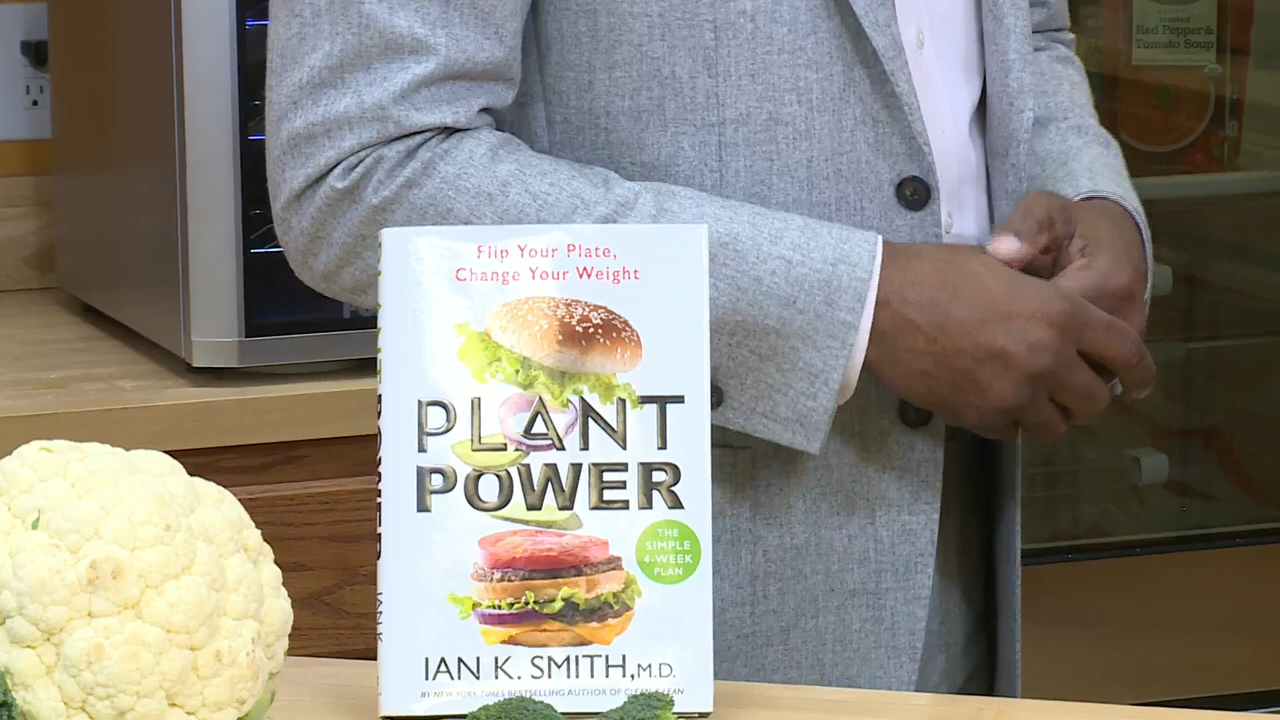 roasted
Red Pepper &
Tomato Soup
Flip Your Plate,
Change Your Weight
PLANT
POWER
THE
SIMPLE
4-WEEK
PLAN
IAN K. SMITH, M.D.
#1 NEW YORK TIMES BESTSELLING AUTHOR OF CLEAN & LEAN